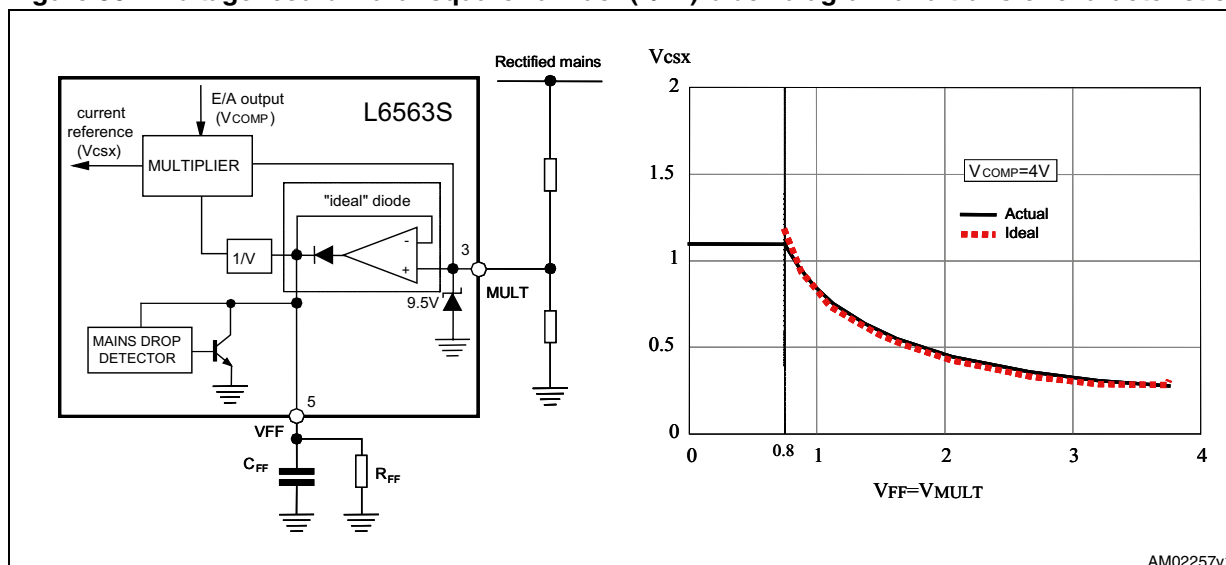 Rectified mains
E/A output
(VCOMP)
L6563S
current
reference
(Vcsx)
MULTIPLIER
"ideal" diode
-
+
3
1/V
MULT
9.5V
MAINS DROP
DETECTOR
5
VFF
CFF
RFF
Vcsx
2
1.5
1
0.5
0
VCOMP=4V
Actual
Ideal
0
0.8
1
2
3
4
VFF=VMULT
AM02257v1